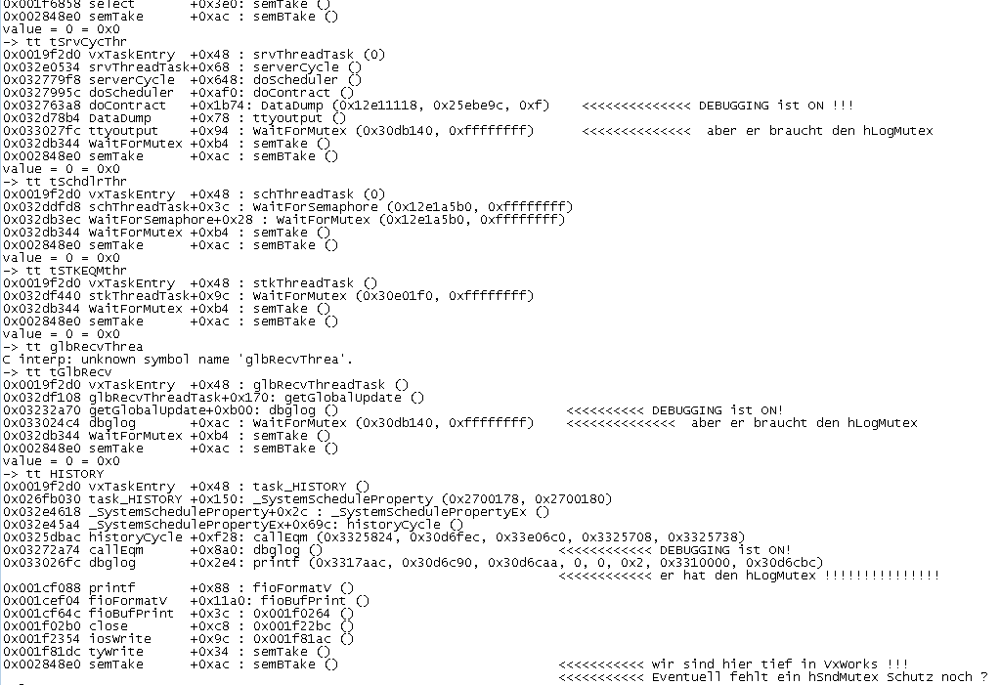 0x001f6858 select       +0x3e0: semTake ()
0x002848e0 semTake      +0xac : semBTake ()
value = 0 = 0x0
-> tt tSrvCycThr
0x0019f2d0 vxTaskEntry  +0x48 : srvThreadTask (0)
0x032e0534 srvThreadTask+0x68 : serverCycle ()
0x032779f8 serverCycle  +0x648: doScheduler ()
0x0327995c doScheduler  +0xaf0: doContract ()
0x032763a8 doContract   +0x1b74: DataDump (0x12e11118, 0x25ebe9c, 0xf)    <<<<<<<<<<<<<< DEBUGGING ist ON !!!
0x032d78b4 DataDump     +0x78 : ttyoutput ()
0x033027fc ttyoutput    +0x94 : WaitForMutex (0x30db140, 0xffffffff)      <<<<<<<<<<<<<<  aber er braucht den hLogMutex
0x032db344 WaitForMutex +0xb4 : semTake ()
0x002848e0 semTake      +0xac : semBTake ()
value = 0 = 0x0
-> tt tSchdlrThr
0x0019f2d0 vxTaskEntry  +0x48 : schThreadTask (0)
0x032ddfd8 schThreadTask+0x3c : WaitForSemaphore (0x12e1a5b0, 0xffffffff)
0x032db3ec WaitForSemaphore+0x28 : WaitForMutex (0x12e1a5b0, 0xffffffff)
0x032db344 WaitForMutex +0xb4 : semTake ()
0x002848e0 semTake      +0xac : semBTake ()
value = 0 = 0x0
-> tt tSTKEQMthr
0x0019f2d0 vxTaskEntry  +0x48 : stkThreadTask ()
0x032df440 stkThreadTask+0x9c : WaitForMutex (0x30e01f0, 0xffffffff)
0x032db344 WaitForMutex +0xb4 : semTake ()
0x002848e0 semTake      +0xac : semBTake ()
value = 0 = 0x0
-> tt glbRecvThrea
C interp: unknown symbol name 'glbRecvThrea'.
-> tt tGlbRecv
0x0019f2d0 vxTaskEntry  +0x48 : glbRecvThreadTask ()
0x032df108 glbRecvThreadTask+0x170: getGlobalUpdate ()
0x03232a70 getGlobalUpdate+0xb00: dbglog ()                             <<<<<<<<<<< DEBUGGING ist ON!
0x033024c4 dbglog       +0xac : WaitForMutex (0x30db140, 0xffffffff)    <<<<<<<<<<<<<<<  aber er braucht den hLogMutex
0x032db344 WaitForMutex +0xb4 : semTake ()
0x002848e0 semTake      +0xac : semBTake ()
value = 0 = 0x0
-> tt HISTORY
0x0019f2d0 vxTaskEntry  +0x48 : task_HISTORY ()
0x026fb030 task_HISTORY +0x150: _SystemScheduleProperty (0x2700178, 0x2700180)
0x032e4618 _SystemScheduleProperty+0x2c : _SystemSchedulePropertyEx ()
0x032e45a4 _SystemSchedulePropertyEx+0x69c: historyCycle ()
0x0325dbac historyCycle +0xf28: callEqm (0x3325824, 0x30d6fec, 0x33e06c0, 0x3325708, 0x3325738)
0x03272a74 callEqm      +0x8a0: dbglog ()                              <<<<<<<<<<<< DEBUGGING ist ON!
0x033026fc dbglog       +0x2e4: printf (0x3317aac, 0x30d6c90, 0x30d6caa, 0, 0, 0x2, 0x3310000, 0x30d6cbc)
<<<<<<<<<<<< er hat den hLogMutex !!!!!!!!!!!!!!!
0x001cf088 printf       +0x88 : fioFormatV ()
0x001cef04 fioFormatV   +0x11a0: fioBufPrint ()
0x001cf64c fioBufPrint  +0x3c : 0x001f0264 ()
0x001f02b0 close        +0xc8 : 0x001f22bc ()
0x001f2354 iosWrite     +0x9c : 0x001f81ac ()
0x001f81dc tyWrite      +0x34 : semTake ()
0x002848e0 semTake      +0xac : semBTake ()                            <<<<<<<<<<< wir sind hier tief in VxWorks !!!
<<<<<<<<<<< Eventuell fehlt ein hSndMutex Schutz noch ?